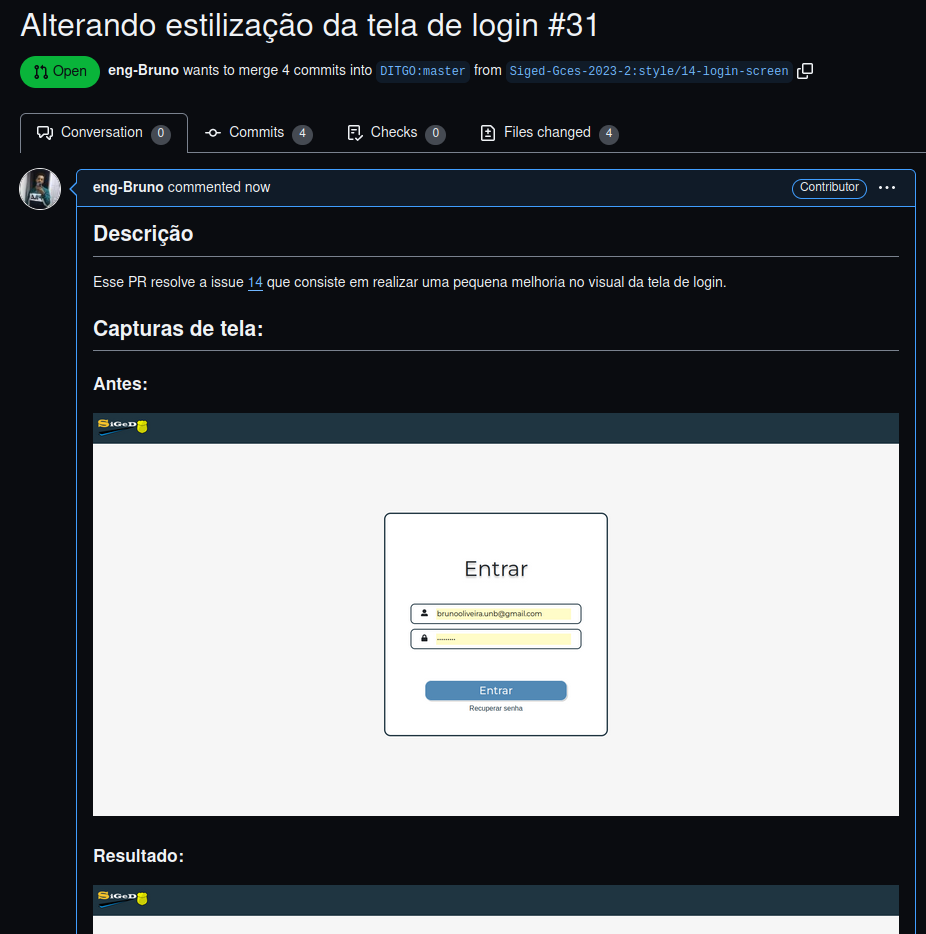 Alterando estilização da tela de login #31
Open eng-Bruno wants to merge 4 commits into DITGO:master from Siged-Gces-2023-2:style/14-login-screen
Conversation 0 Commits 4 Checks 0 Files changed 4
eng-Bruno commented now Contributor
Descrição
Esse PR resolve a issue 14 que consiste em realizar uma pequena melhoria no visual da tela de login.
Capturas de tela:
Antes:
SiGeD
Entrar
brunooliveira.unb@gmail.com
Entrar
Recuperar senha
Resultado:
SiGeD